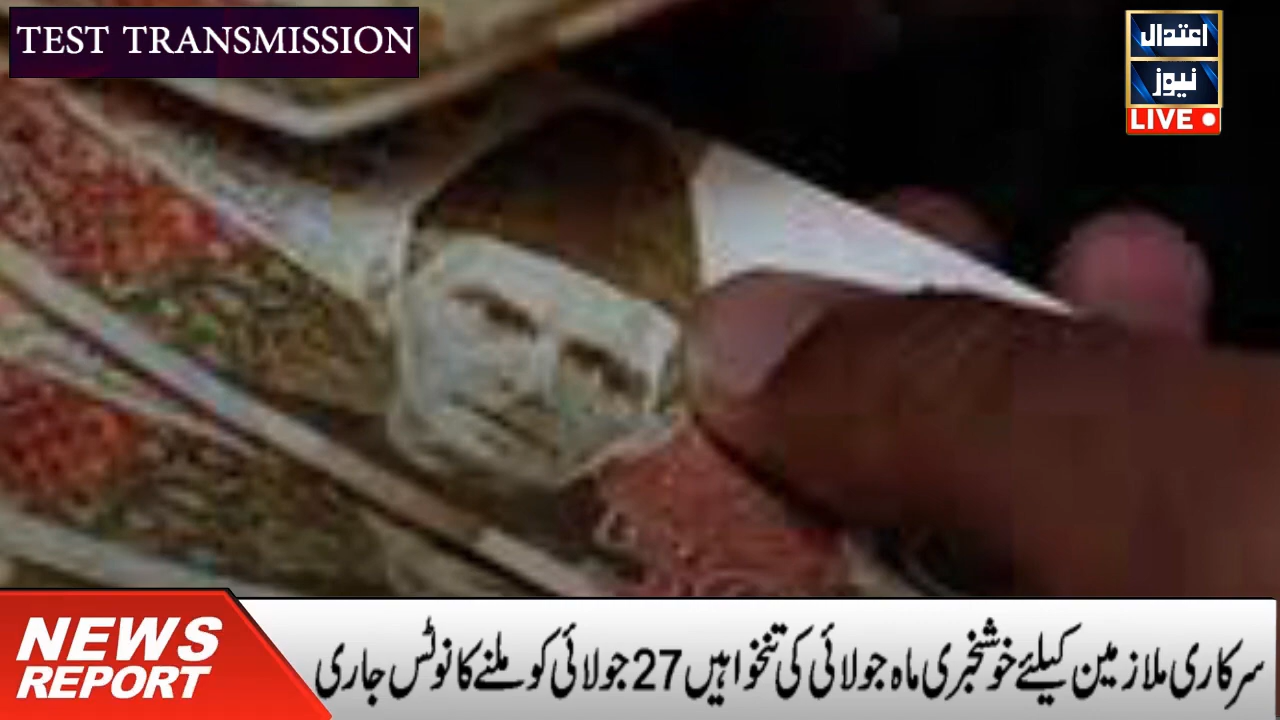 TEST TRANSMISSION
اعتدال
نیوز
LIVE
NEWS
REPORT
سرکاری ملازمین کیلئے خوشخبری ماہ جولائی کی تنخواہیں 27 جولائی کو ملنے کا نوٹس جاری